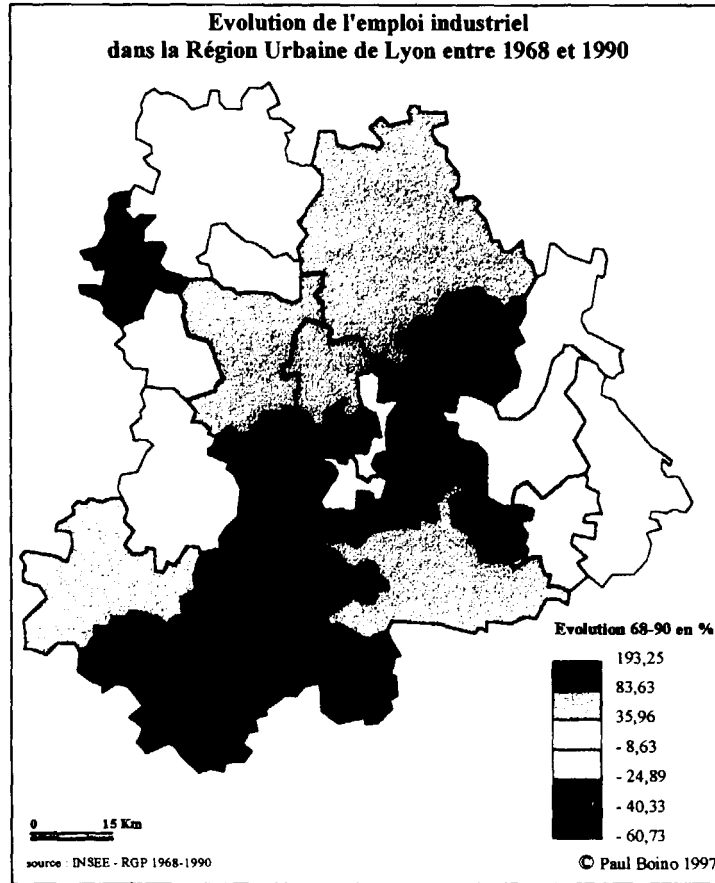 Evolution de l'emploi industriel
dans la Région Urbaine de Lyon entre 1968 et 1990
Evolution 68-90 en %
193,25
83,63
35,96
- 8,63
- 24,89
- 40,33
- 60,73
0 15 Km
source : INSEE - RGP 1968-1990
© Paul Boino 1997